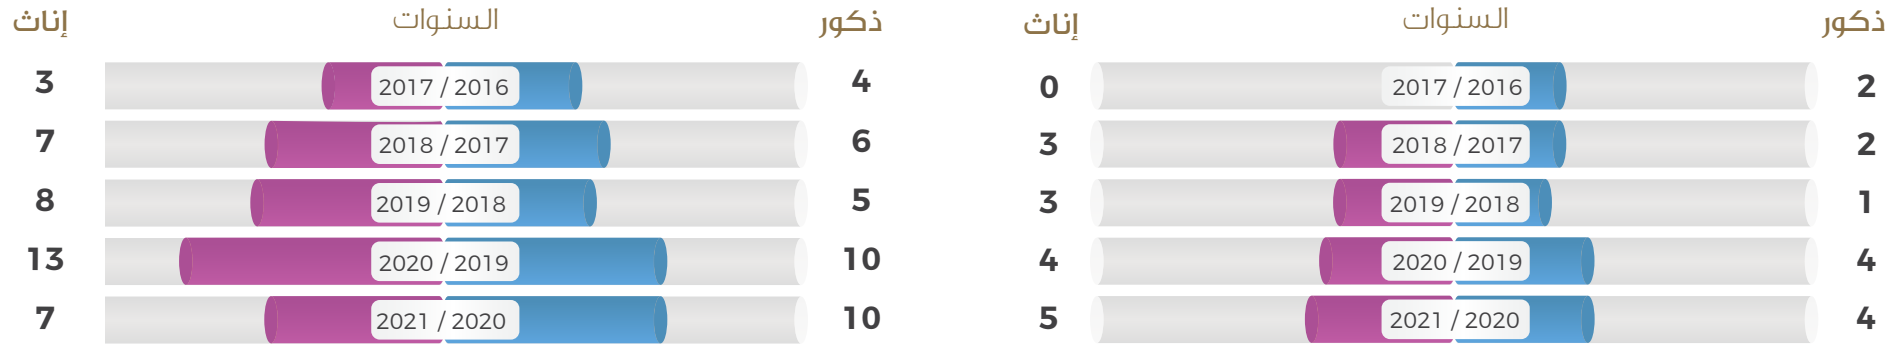 ذكور السنوات إناث
2 2017 / 2016 0
2 2018 / 2017 3
1 2019 / 2018 3
4 2020 / 2019 4
4 2021 / 2020 5
ذكور السنوات إناث
4 2017 / 2016 3
6 2018 / 2017 7
5 2019 / 2018 8
10 2020 / 2019 13
10 2021 / 2020 7